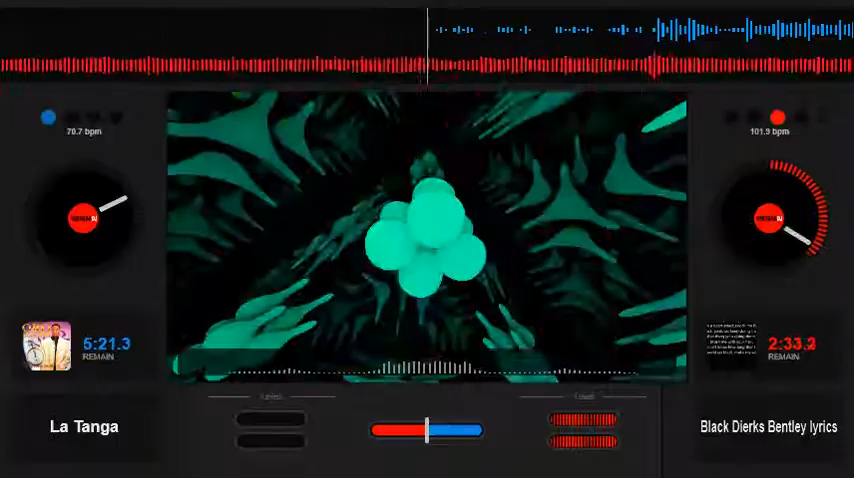 70.7 bpm
101.9 bpm
5:21.3
REMAIN
2:33.2
REMAIN
La Tanga
Black Dierks Bentley lyrics